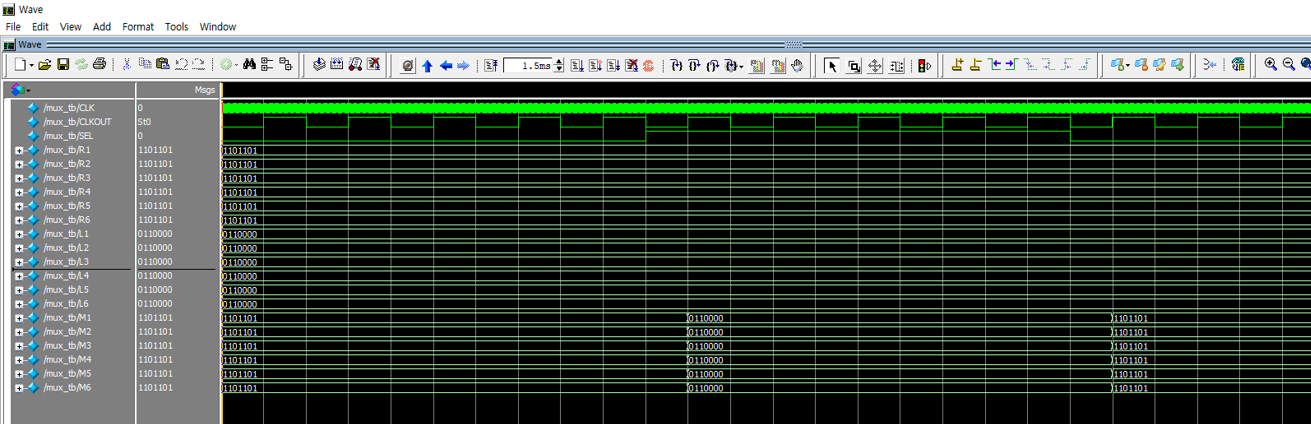 Wave
File Edit View Add Format Tools Window
Wave
1.5ms
Msgs
/mux_tb/CLK 0
/mux_tb/CLKOUT St0
/mux_tb/SEL 0
/mux_tb/R1 1101101 1101101
/mux_tb/R2 1101101 1101101
/mux_tb/R3 1101101 1101101
/mux_tb/R4 1101101 1101101
/mux_tb/R5 1101101 1101101
/mux_tb/R6 1101101 1101101
/mux_tb/L1 0110000 0110000
/mux_tb/L2 0110000 0110000
/mux_tb/L3 0110000 0110000
/mux_tb/L4 0110000 0110000
/mux_tb/L5 0110000 0110000
/mux_tb/L6 0110000 0110000
/mux_tb/M1 1101101 1101101 0110000 1101101
/mux_tb/M2 1101101 1101101 0110000 1101101
/mux_tb/M3 1101101 1101101 0110000 1101101
/mux_tb/M4 1101101 1101101 0110000 1101101
/mux_tb/M5 1101101 1101101 0110000 1101101
/mux_tb/M6 1101101 1101101 0110000 1101101